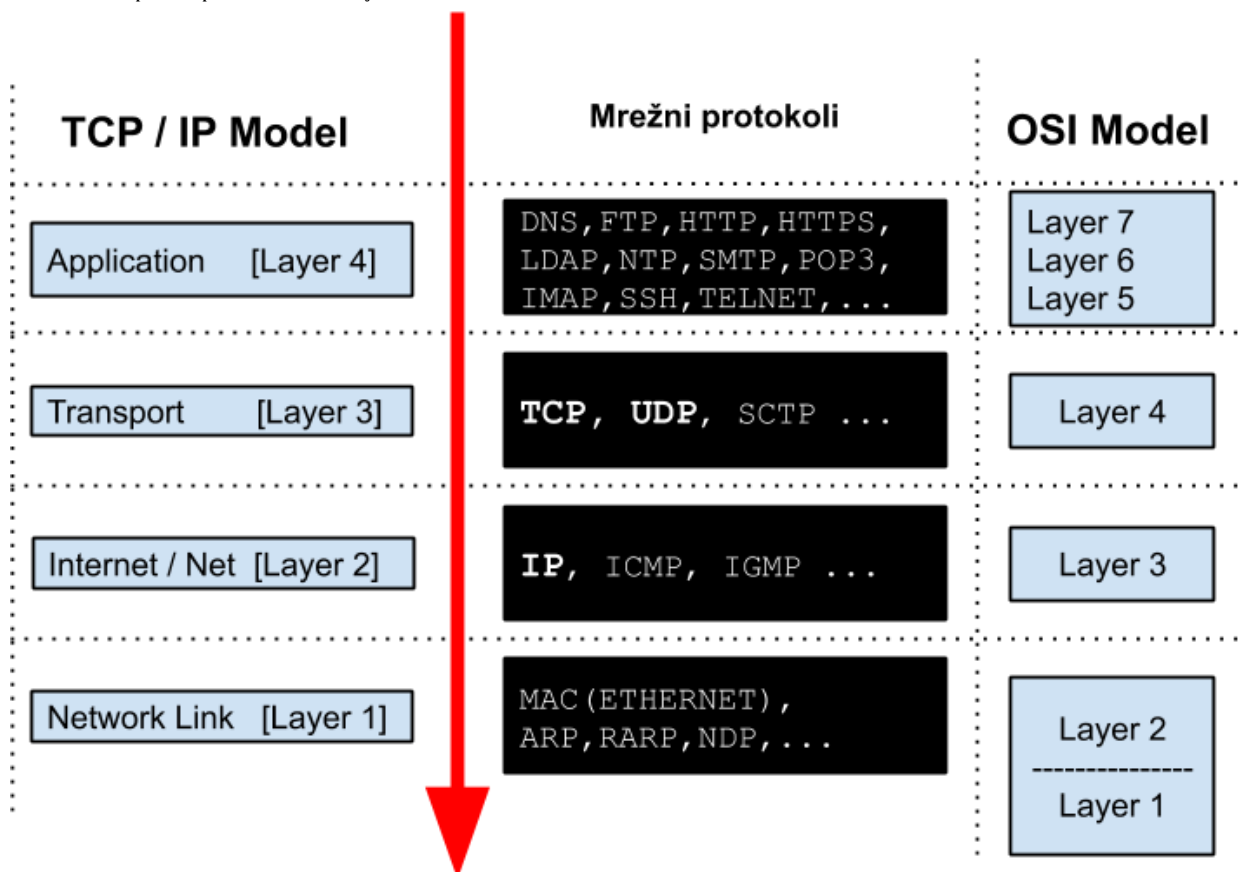 TCP / IP Model
Mrežni protokoli
OSI Model
Application [Layer 4]
DNS,FTP,HTTP,HTTPS,
LDAP,NTP,SMTP,POP3,
IMAP,SSH,TELNET,...
Layer 7
Layer 6
Layer 5
Transport [Layer 3]
TCP, UDP, SCTP ...
Layer 4
Internet / Net [Layer 2]
IP, ICMP, IGMP ...
Layer 3
Network Link [Layer 1]
MAC(ETHERNET),
ARP,RARP,NDP,...
Layer 2
---------------
Layer 1